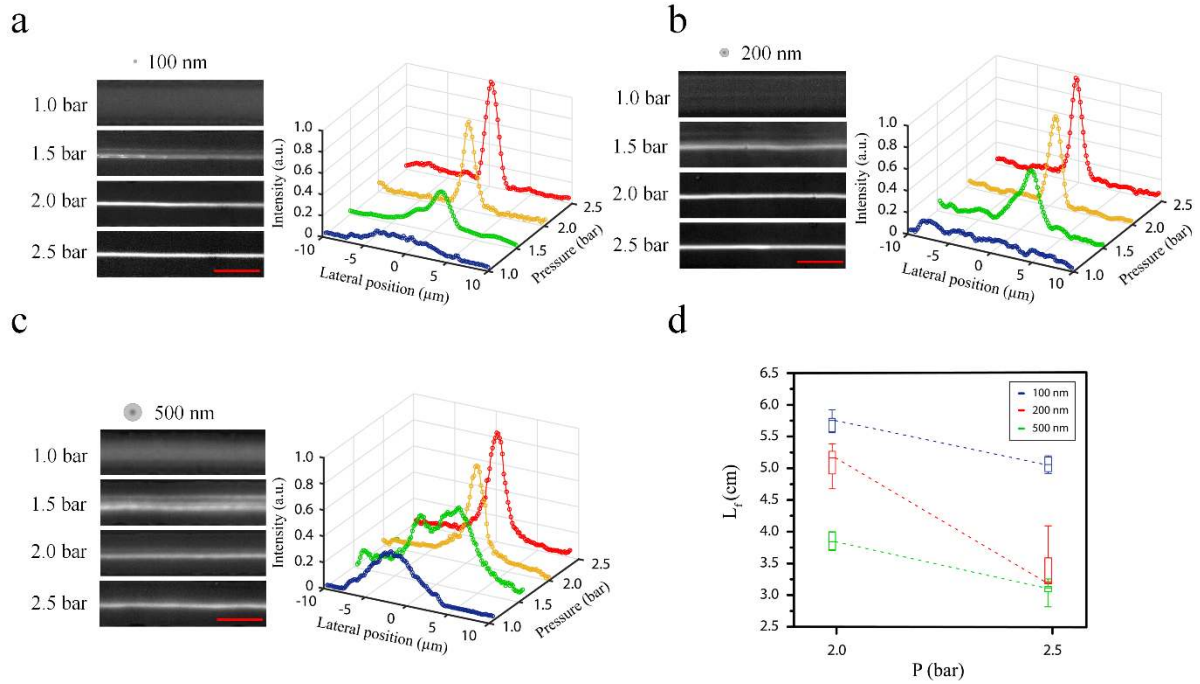 a
100 nm
1.0 bar
1.5 bar
2.0 bar
2.5 bar
Intensity (a.u.)
1.0
0.8
0.6
0.4
0.2
0
-10
-5
0
5
10
Lateral position (µm)
1.0
1.5
2.0
2.5
Pressure (bar)
b
200 nm
1.0 bar
1.5 bar
2.0 bar
2.5 bar
Intensity (a.u.)
1.0
0.8
0.6
0.4
0.2
0
-10
-5
0
5
10
Lateral position (µm)
1.0
1.5
2.0
2.5
Pressure (bar)
c
500 nm
1.0 bar
1.5 bar
2.0 bar
2.5 bar
Intensity (a.u.)
1.0
0.8
0.6
0.4
0.2
0
-10
-5
0
5
10
Lateral position (µm)
1.0
1.5
2.0
2.5
Pressure (bar)
d
L_f (cm)
6.5
6.0
5.5
5.0
4.5
4.0
3.5
3.0
2.5
100 nm
200 nm
500 nm
2.0
2.5
P (bar)